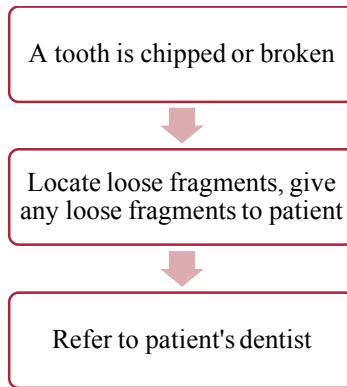 A tooth is chipped or broken
Locate loose fragments, give
any loose fragments to patient
Refer to patient's dentist